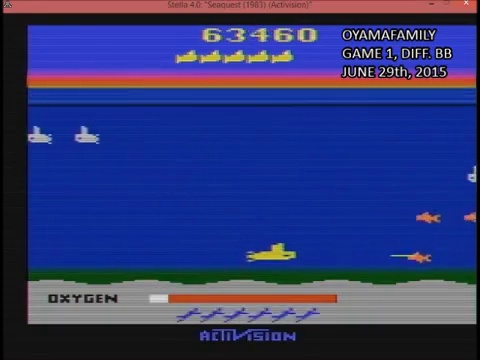 Stella 4.0: "Seaquest (1983) (Activision)"
63460
OYAMAFAMILY
GAME 1, DIFF. BB
JUNE 29th, 2015
OXYGEN
ACTIVISION